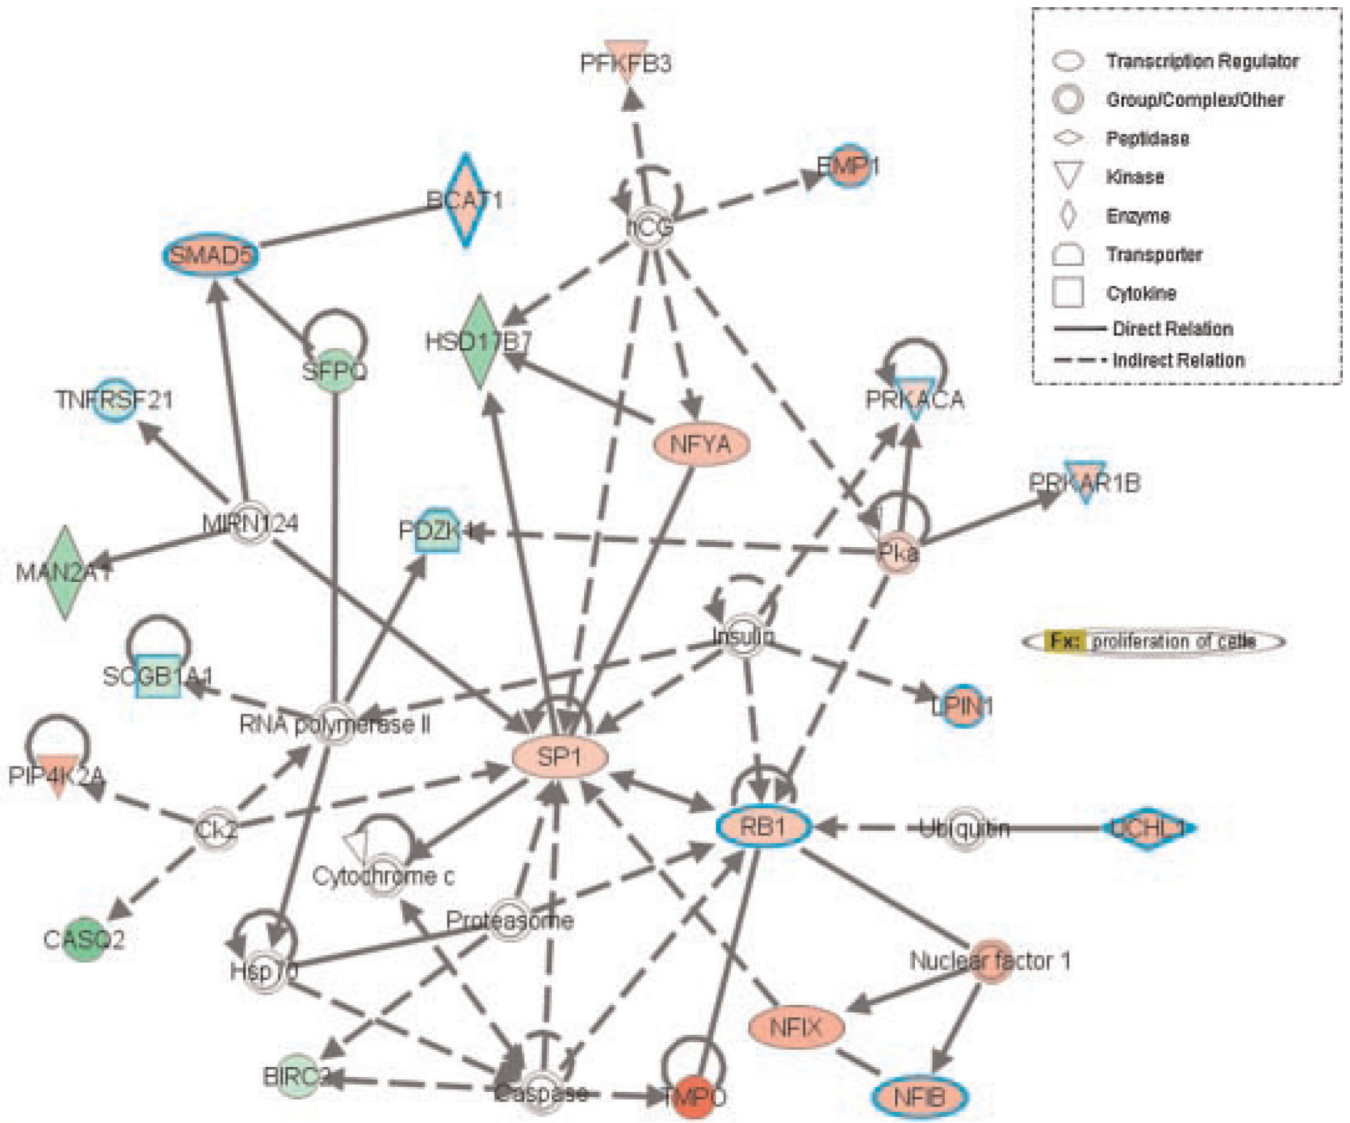 PFKFB3
EMP1
BCAT1
hCG
SMAD5
HSD17B7
SFPQ
TNFRSF21
PRKACA
NFYA
PRKAR1B
MIRN124
PDZK1
Pka
MAN2A1
Insulin
Fx: proliferation of cells
SCGB1A1
LPIN1
RNA polymerase II
SP1
PIP4K2A
Ck2
RB1
Ubiquitin
UCHL1
Cytochrome c
Proteasome
CASQ2
Hsp70
Nuclear factor 1
NFIX
BIRC2
Caspase
TMPO
NFIB
Transcription Regulator
Group/Complex/Other
Peptidase
Kinase
Enzyme
Transporter
Cytokine
Direct Relation
Indirect Relation